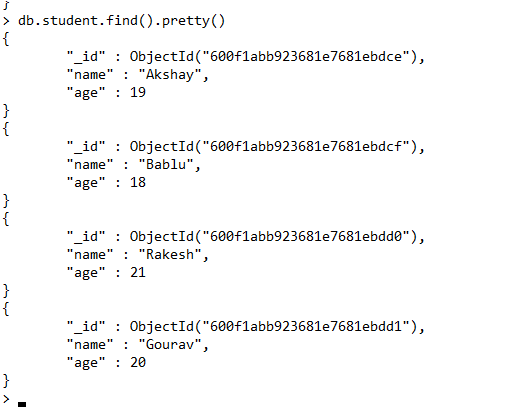 }
> db.student.find().pretty()
{
        "_id" : ObjectId("600f1abb923681e7681ebdce"),
        "name" : "Akshay",
        "age" : 19
}
{
        "_id" : ObjectId("600f1abb923681e7681ebdcf"),
        "name" : "Bablu",
        "age" : 18
}
{
        "_id" : ObjectId("600f1abb923681e7681ebdd0"),
        "name" : "Rakesh",
        "age" : 21
}
{
        "_id" : ObjectId("600f1abb923681e7681ebdd1"),
        "name" : "Gourav",
        "age" : 20
}
>